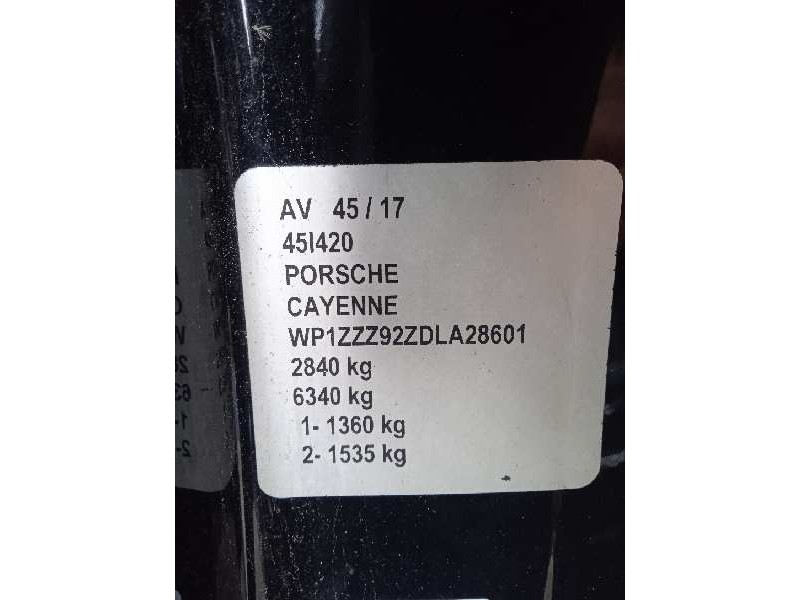 AV 45 / 17
45I420
PORSCHE
CAYENNE
WP1ZZZ92ZDLA28601
2840 kg
6340 kg
1- 1360 kg
2- 1535 kg